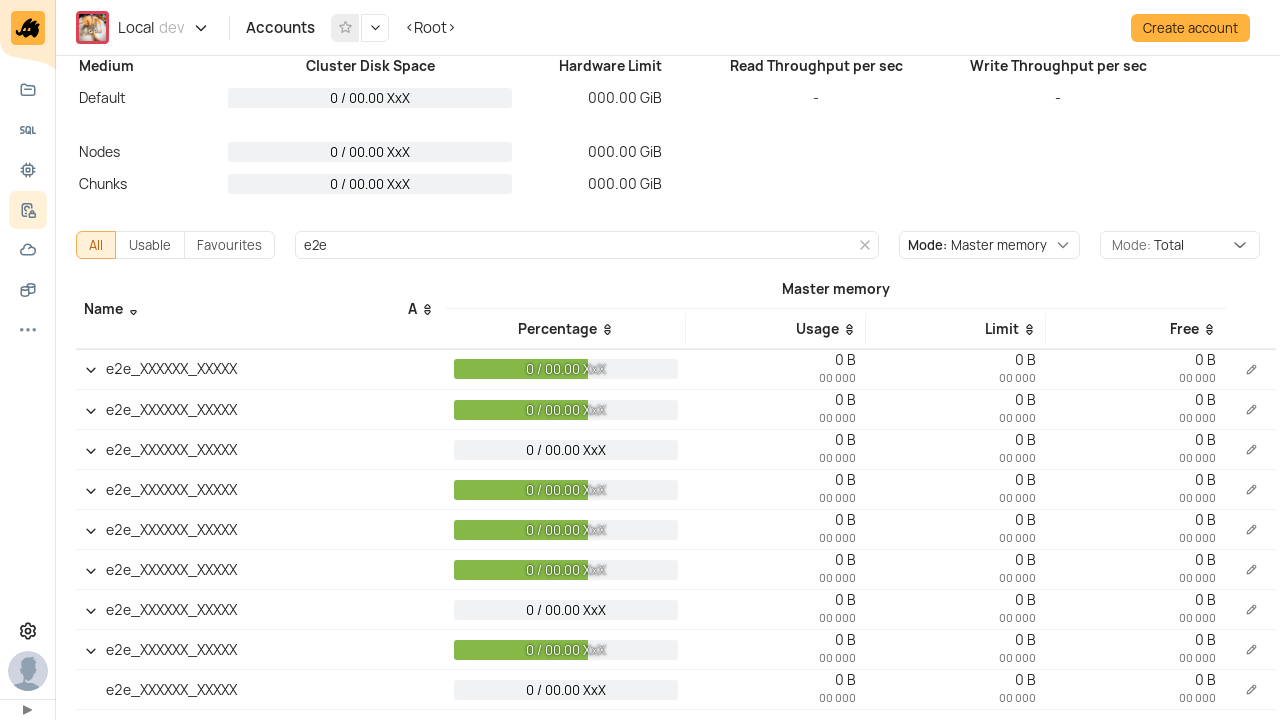 Local dev Accounts <Root> Create account
Medium Cluster Disk Space Hardware Limit Read Throughput per sec Write Throughput per sec
Default 0 / 00.00 XxX 000.00 GiB - -
Nodes 0 / 00.00 XxX 000.00 GiB
Chunks 0 / 00.00 XxX 000.00 GiB
SQL
All Usable Favourites e2e Mode: Master memory Mode: Total
Master memory
Name A
Percentage Usage Limit Free
e2e_XXXXXX_XXXXX 0 / 00.00 XxX 0 B 0 B 0 B
00 000 00 000 00 000
e2e_XXXXXX_XXXXX 0 / 00.00 XxX 0 B 0 B 0 B
00 000 00 000 00 000
e2e_XXXXXX_XXXXX 0 / 00.00 XxX 0 B 0 B 0 B
00 000 00 000 00 000
e2e_XXXXXX_XXXXX 0 / 00.00 XxX 0 B 0 B 0 B
00 000 00 000 00 000
e2e_XXXXXX_XXXXX 0 / 00.00 XxX 0 B 0 B 0 B
00 000 00 000 00 000
e2e_XXXXXX_XXXXX 0 / 00.00 XxX 0 B 0 B 0 B
00 000 00 000 00 000
e2e_XXXXXX_XXXXX 0 / 00.00 XxX 0 B 0 B 0 B
00 000 00 000 00 000
e2e_XXXXXX_XXXXX 0 / 00.00 XxX 0 B 0 B 0 B
00 000 00 000 00 000
e2e_XXXXXX_XXXXX 0 / 00.00 XxX 0 B 0 B 0 B
00 000 00 000 00 000